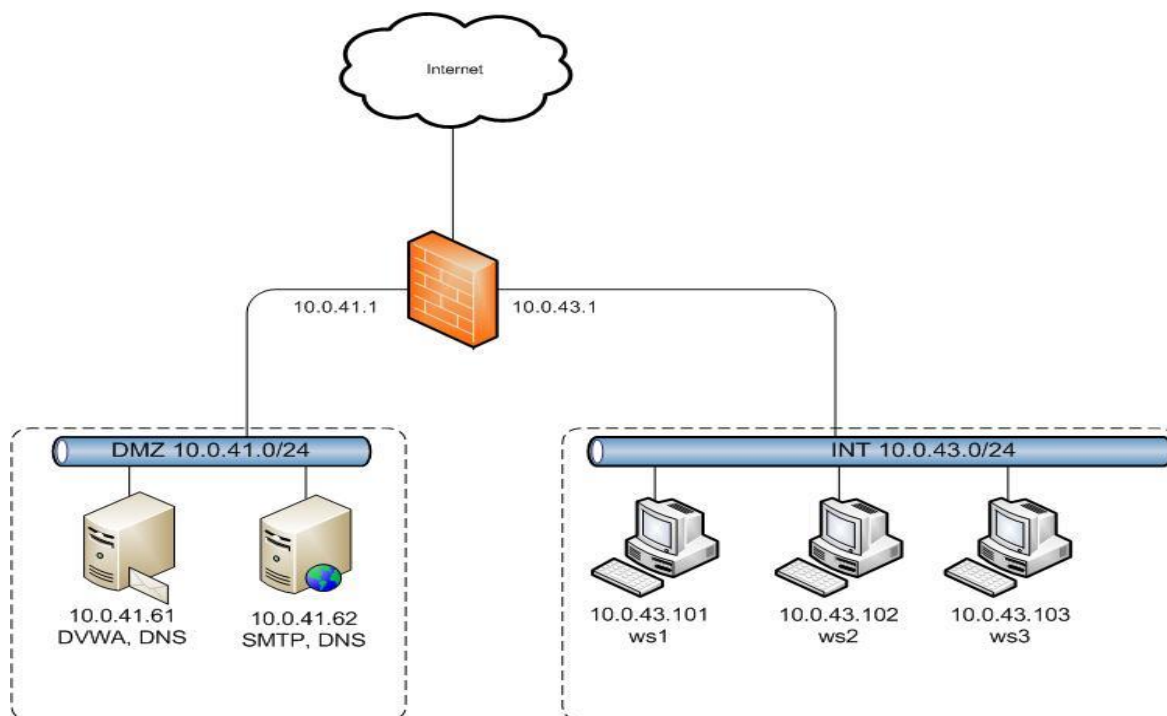 Internet
10.0.41.1
10.0.43.1
DMZ 10.0.41.0/24
INT 10.0.43.0/24
10.0.41.61
DVWA, DNS
10.0.41.62
SMTP, DNS
10.0.43.101
ws1
10.0.43.102
ws2
10.0.43.103
ws3